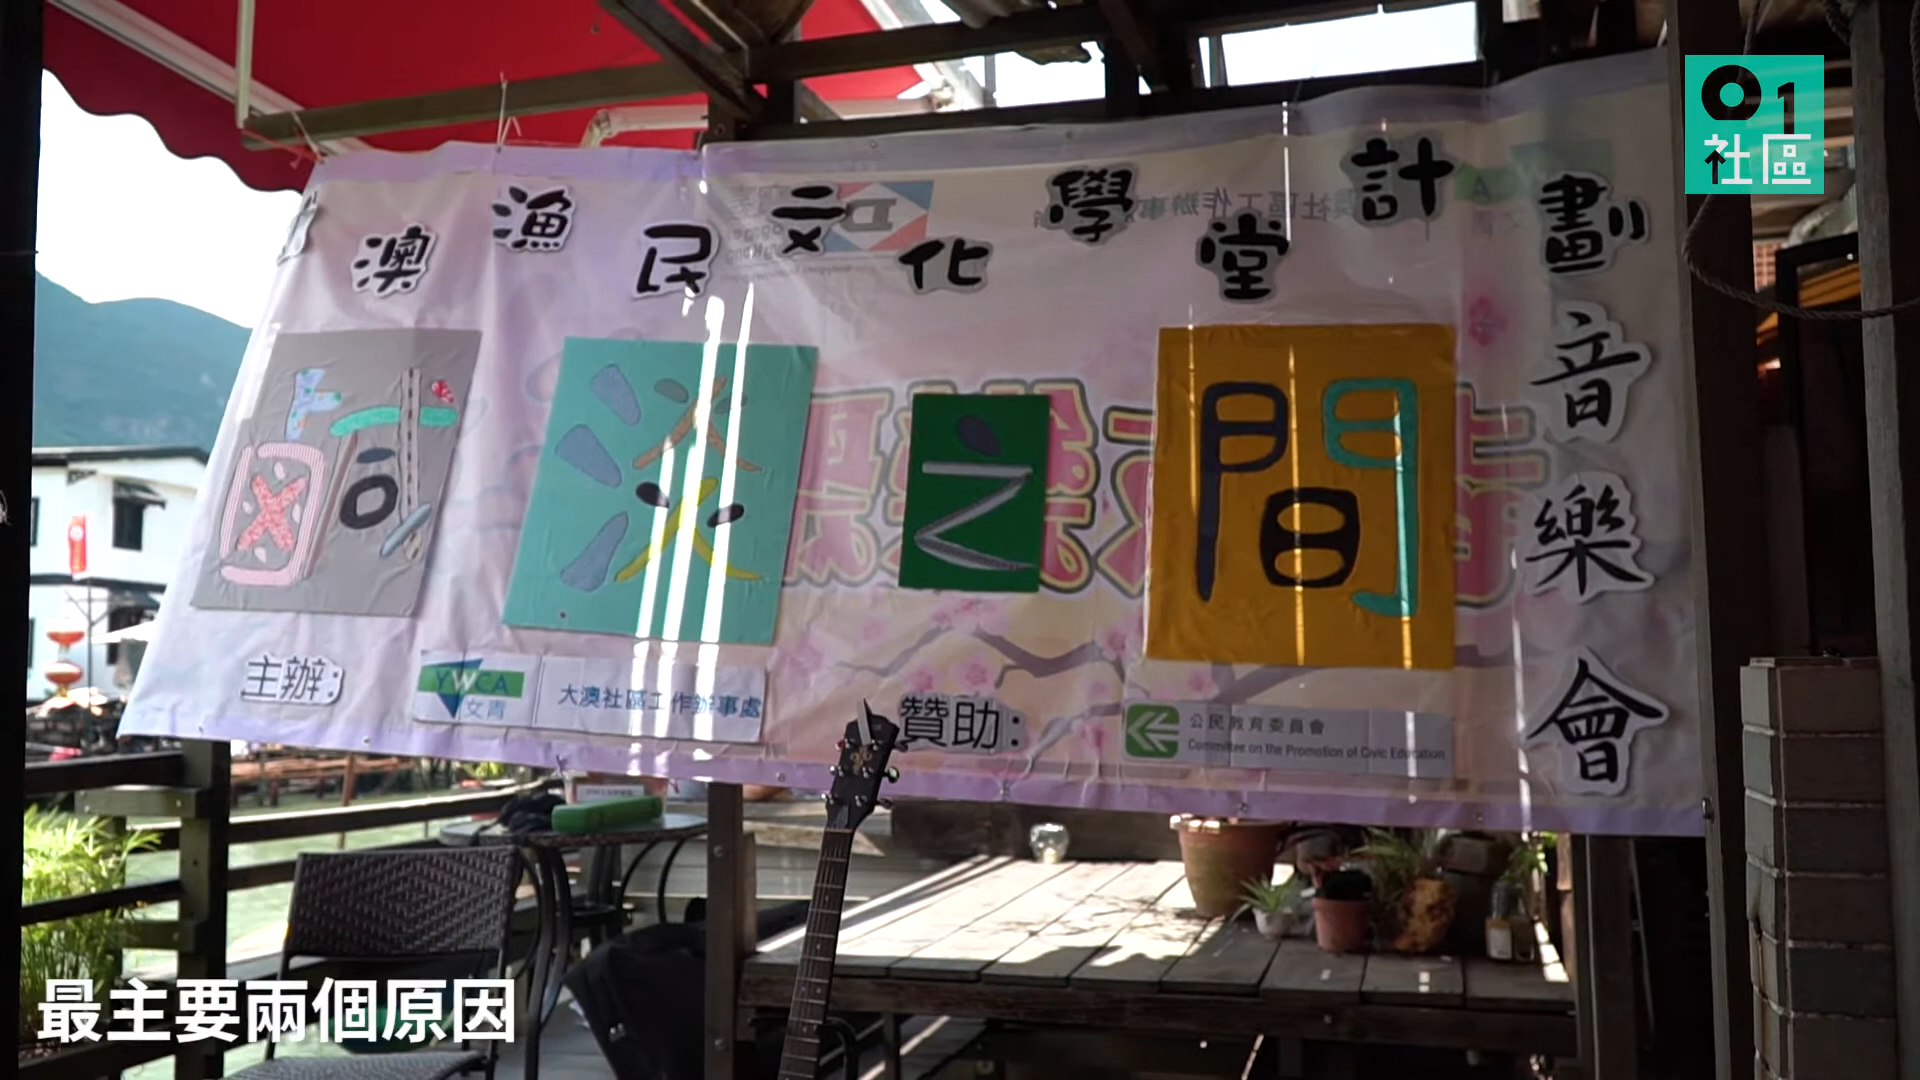 01
社區
大澳漁民文化學堂計劃音樂會
鹹淡之間
主辦:
YWCA
女青
大澳社區工作辦事處
贊助:
公民教育委員會
Committee on the Promotion of Civic Education
最主要兩個原因